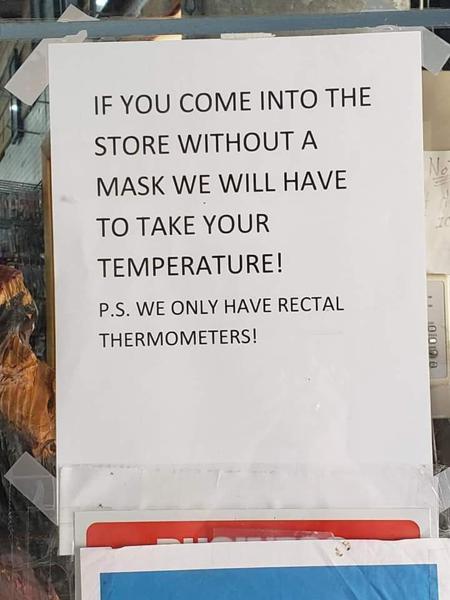 IF YOU COME INTO THE
STORE WITHOUT A
MASK WE WILL HAVE
TO TAKE YOUR
TEMPERATURE!
P.S. WE ONLY HAVE RECTAL
THERMOMETERS!